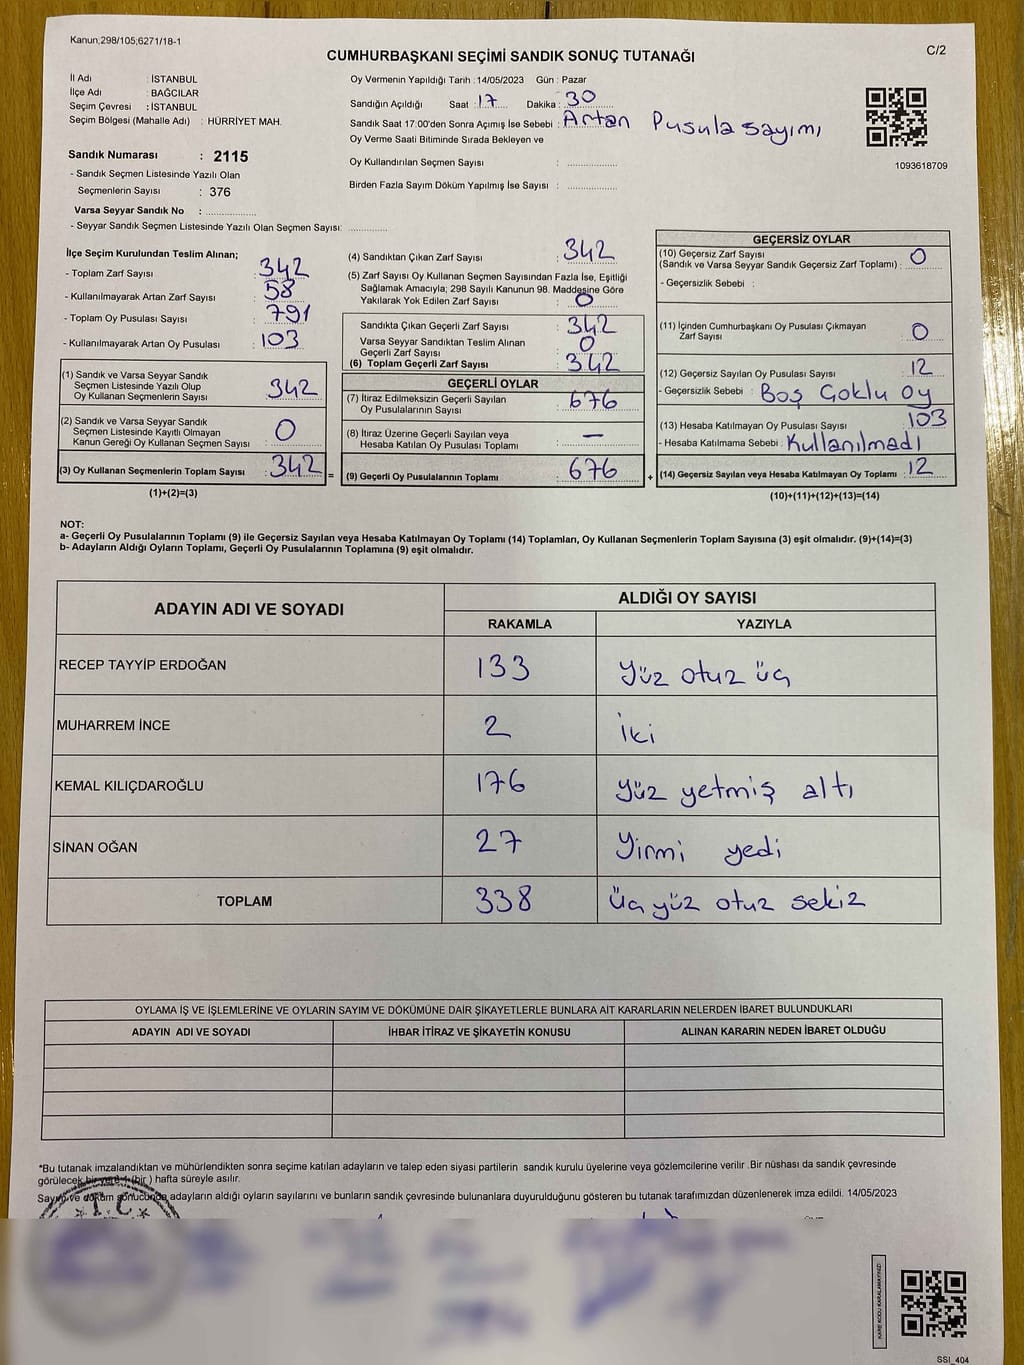 Kanun;298/105;6271/18-1
C/2
CUMHURBAŞKANI SEÇİMİ SANDIK SONUÇ TUTANAĞI
İl Adı : İSTANBUL
İlçe Adı : BAĞCILAR
Seçim Çevresi : İSTANBUL
Seçim Bölgesi (Mahalle Adı) : HÜRRİYET MAH.
Sandık Numarası : 2115
- Sandık Seçmen Listesinde Yazılı Olan
Seçmenlerin Sayısı : 376
Varsa Seyyar Sandık No :
- Seyyar Sandık Seçmen Listesinde Yazılı Olan Seçmen Sayısı:
Oy Vermenin Yapıldığı Tarih : 14/05/2023 Gün : Pazar
Sandığın Açıldığı Saat : 17 Dakika : 30
Sandık Saat 17:00'den Sonra Açımış İse Sebebi : Artan Pusula sayımı
Oy Verme Saati Bitiminde Sırada Bekleyen ve
Oy Kullandırılan Seçmen Sayısı :
Birden Fazla Sayım Döküm Yapılmış İse Sayısı :
1093618709
İlçe Seçim Kurulundan Teslim Alınan;
- Toplam Zarf Sayısı : 342
- Kullanılmayarak Artan Zarf Sayısı : 58
- Toplam Oy Pusulası Sayısı : 791
- Kullanılmayarak Artan Oy Pusulası : 103
(1) Sandık ve Varsa Seyyar Sandık
Seçmen Listesinde Yazılı Olup
Oy Kullanan Seçmenlerin Sayısı : 342
(2) Sandık ve Varsa Seyyar Sandık
Seçmen Listesinde Kayıtlı Olmayan
Kanun Gereği Oy Kullanan Seçmen Sayısı : 0
(3) Oy Kullanan Seçmenlerin Toplam Sayısı : 342 =
(1)+(2)=(3)
(4) Sandıktan Çıkan Zarf Sayısı : 342
(5) Zarf Sayısı Oy Kullanan Seçmen Sayısından Fazla İse, Eşitliği
Sağlamak Amacıyla; 298 Sayılı Kanunun 98. Maddesine Göre
Yakılarak Yok Edilen Zarf Sayısı : 0
Sandıkta Çıkan Geçerli Zarf Sayısı : 342
Varsa Seyyar Sandıktan Teslim Alınan
Geçerli Zarf Sayısı : 0
(6) Toplam Geçerli Zarf Sayısı : 342
GEÇERLİ OYLAR
(7) İtiraz Edilmeksizin Geçerli Sayılan
Oy Pusulalarının Sayısı : 676
(8) İtiraz Üzerine Geçerli Sayılan veya
Hesaba Katılan Oy Pusulası Toplamı : –
(9) Geçerli Oy Pusulalarının Toplamı : 676 +
GEÇERSİZ OYLAR
(10) Geçersiz Zarf Sayısı
(Sandık ve Varsa Seyyar Sandık Geçersiz Zarf Toplamı) : 0
- Geçersizlik Sebebi :
(11) İçinden Cumhurbaşkanı Oy Pusulası Çıkmayan
Zarf Sayısı : 0
(12) Geçersiz Sayılan Oy Pusulası Sayısı : 12
- Geçersizlik Sebebi : Boş Çoklu oy
(13) Hesaba Katılmayan Oy Pusulası Sayısı : 103
- Hesaba Katılmama Sebebi : Kullanılmadı
(14) Geçersiz Sayılan veya Hesaba Katılmayan Oy Toplamı : 12
(10)+(11)+(12)+(13)=(14)
NOT:
a- Geçerli Oy Pusulalarının Toplamı (9) ile Geçersiz Sayılan veya Hesaba Katılmayan Oy Toplamı (14) Toplamları, Oy Kullanan Seçmenlerin Toplam Sayısına (3) eşit olmalıdır. (9)+(14)=(3)
b- Adayların Aldığı Oyların Toplamı, Geçerli Oy Pusulalarının Toplamına (9) eşit olmalıdır.
ADAYIN ADI VE SOYADI ALDIĞI OY SAYISI
RAKAMLA YAZIYLA
RECEP TAYYİP ERDOĞAN 133 Yüz otuz üç
MUHARREM İNCE 2 İki
KEMAL KILIÇDAROĞLU 176 Yüz yetmiş altı
SİNAN OĞAN 27 Yirmi yedi
TOPLAM 338 Üç yüz otuz sekiz
OYLAMA İŞ VE İŞLEMLERİNE VE OYLARIN SAYIM VE DÖKÜMÜNE DAİR ŞİKAYETLERLE BUNLARA AİT KARARLARIN NELERDEN İBARET BULUNDUKLARI
ADAYIN ADI VE SOYADI İHBAR İTİRAZ VE ŞİKAYETİN KONUSU ALINAN KARARIN NEDEN İBARET OLDUĞU
*Bu tutanak imzalandıktan ve mühürlendikten sonra seçime katılan adayların ve talep eden siyasi partilerin sandık kurulu üyelerine veya gözlemcilerine verilir .Bir nüshası da sandık çevresinde
görülecek bir yere 1 (bir) hafta süreyle asılır.
Sayım ve döküm sonucunda adayların aldığı oyların sayılarını ve bunların sandık çevresinde bulunanlara duyurulduğunu gösteren bu tutanak tarafımızdan düzenlenerek imza edildi. 14/05/2023
T.C.
KARE KODU KARALAMAYINIZ!
SSI_404